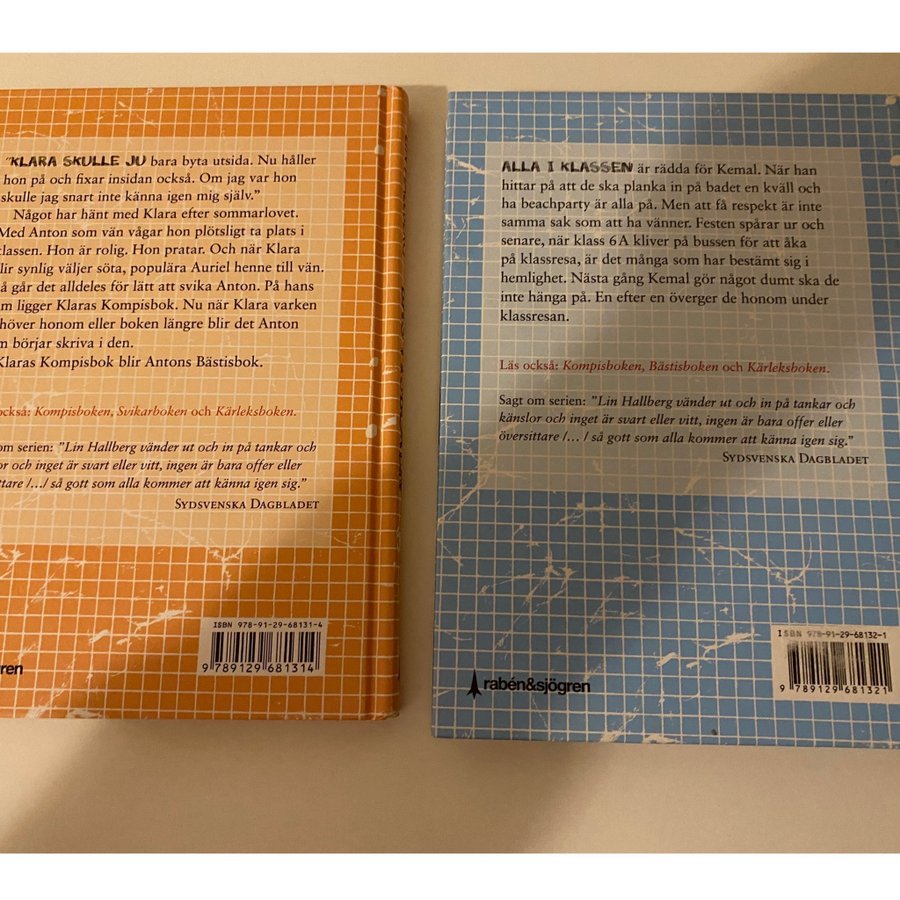 "KLARA SKULLE JU bara byta utsida. Nu håller
hon på och fixar insidan också. Om jag var hon
skulle jag snart inte känna igen mig själv."
Något har hänt med Klara efter sommarlovet.
Med Anton som vän vågar hon plötsligt ta plats i
klassen. Hon är rolig. Hon pratar. Och när Klara
lir synlig väljer söta, populära Auriel henne till vän.
å går det alldeles för lätt att svika Anton. På hans
m ligger Klaras Kompisbok. Nu när Klara varken
höver honom eller boken längre blir det Anton
m börjar skriva i den.
Klaras Kompisbok blir Antons Bästisbok.
också: Kompisboken, Svikarboken och Kärleksboken.
om serien: "Lin Hallberg vänder ut och in på tankar och
slor och inget är svart eller vitt, ingen är bara offer eller
ttare /…/ så gott som alla kommer att känna igen sig."
SYDSVENSKA DAGBLADET
ISBN 978-91-29-68131-4
9 789129 681314
gren
ALLA I KLASSEN är rädda för Kemal. När han
hittar på att de ska planka in på badet en kväll och
ha beachparty är alla på. Men att få respekt är inte
samma sak som att ha vänner. Festen spårar ur och
senare, när klass 6A kliver på bussen för att åka
på klassresa, är det många som har bestämt sig i
hemlighet. Nästa gång Kemal gör något dumt ska de
inte hänga på. En efter en överger de honom under
klassresan.
Läs också: Kompisboken, Bästisboken och Kärleksboken.
Sagt om serien: "Lin Hallberg vänder ut och in på tankar och
känslor och inget är svart eller vitt, ingen är bara offer eller
översittare /… / så gott som alla kommer att känna igen sig."
SYDSVENSKA DAGBLADET
ISBN 978-91-29-68132-1
9 789129 681321
rabén&sjögren